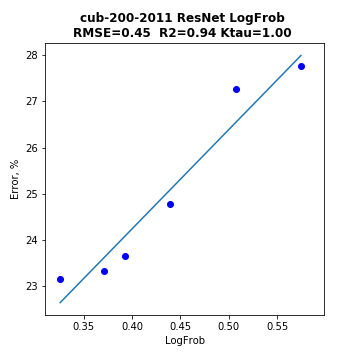 cub-200-2011 ResNet LogFrob
RMSE=0.45 R2=0.94 Ktau=1.00
28
27
26
25
24
23
Error, %
0.35 0.40 0.45 0.50 0.55
LogFrob